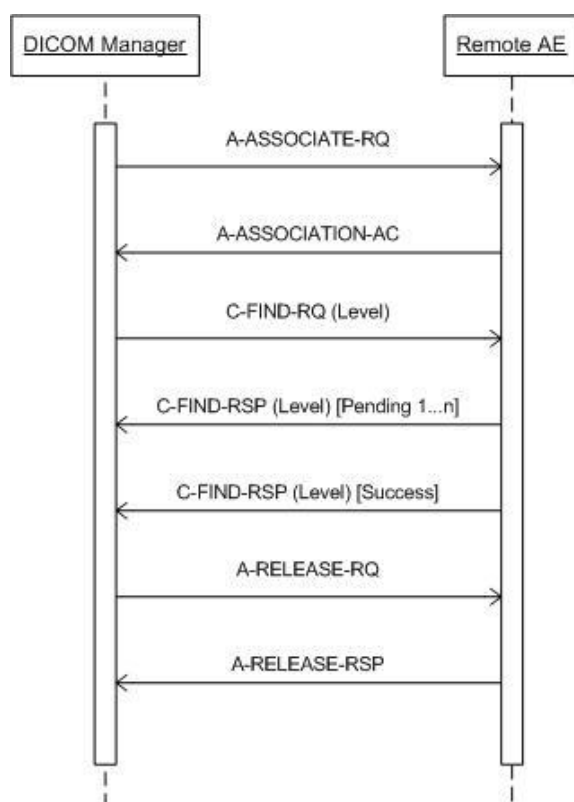 DICOM Manager
Remote AE
A-ASSOCIATE-RQ
A-ASSOCIATION-AC
C-FIND-RQ (Level)
C-FIND-RSP (Level) [Pending 1...n]
C-FIND-RSP (Level) [Success]
A-RELEASE-RQ
A-RELEASE-RSP